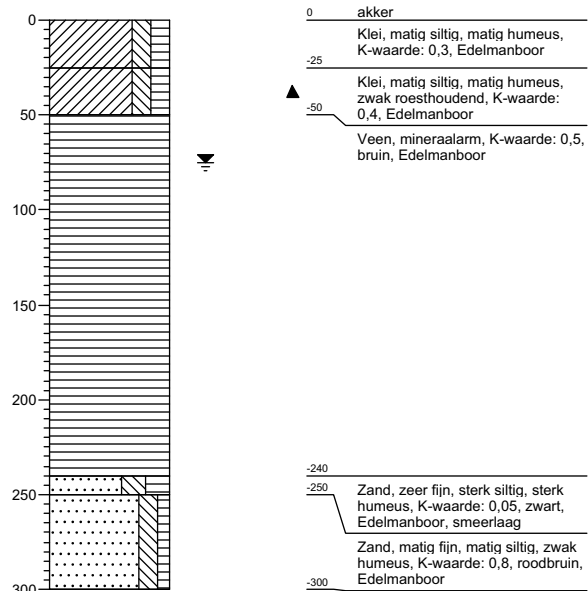 0
50
100
150
200
250
300
0
akker
Klei, matig siltig, matig humeus,
K-waarde: 0,3, Edelmanboor
-25
Klei, matig siltig, matig humeus,
zwak roesthoudend, K-waarde:
0,4, Edelmanboor
-50
Veen, mineraalarm, K-waarde: 0,5,
bruin, Edelmanboor
-240
-250
Zand, zeer fijn, sterk siltig, sterk
humeus, K-waarde: 0,05, zwart,
Edelmanboor, smeerlaag
Zand, matig fijn, matig siltig, zwak
humeus, K-waarde: 0,8, roodbruin,
Edelmanboor
-300